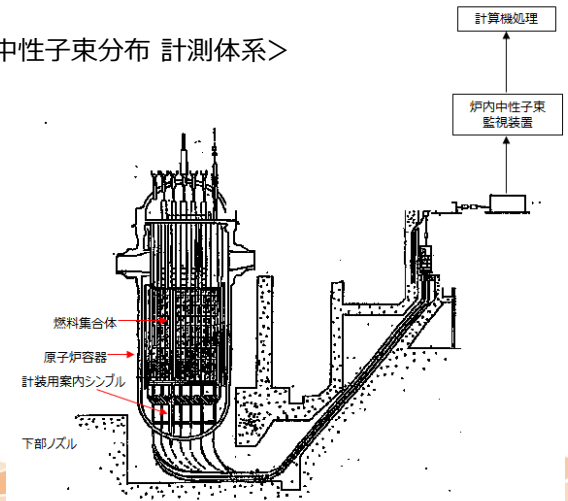 中性子束分布 計測体系>
計算機処理
炉内中性子束
監視装置
燃料集合体
原子炉容器
計装用案内シンブル
下部ノズル